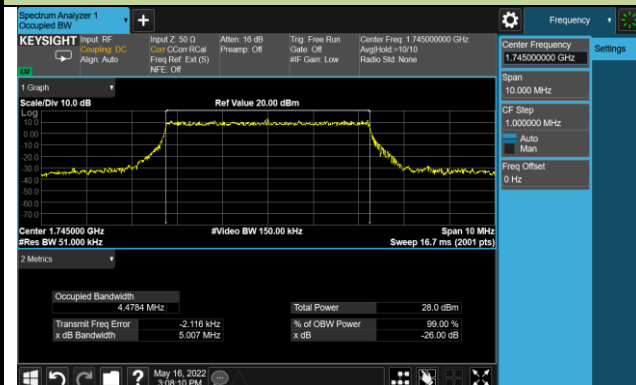 Spectrum Analyzer 1
Occupied BW
Frequency
KEYSIGHT
Input: RF
Coupling: DC
Align: Auto
Input Z: 50 Ω
Corr CCorr RCal
Freq Ref: Ext (S)
NFE: Off
Atten: 16 dB
Preamp: Off
Trig: Free Run
Gate: Off
#IF Gain: Low
Center Freq: 1.745000000 GHz
Avg|Hold:>10/10
Radio Std: None
Center Frequency
1.745000000 GHz
Settings
Span
10.000 MHz
CF Step
1.000000 MHz
Auto
Man
Freq Offset
0 Hz
1 Graph
Scale/Div 10.0 dB
Ref Value 20.00 dBm
Log
10.0
0.00
-10.0
-20.0
-30.0
-40.0
-50.0
-60.0
-70.0
Center 1.745000 GHz
#Video BW 150.00 kHz
Span 10 MHz
#Res BW 51.000 kHz
Sweep 16.7 ms (2001 pts)
2 Metrics
Occupied Bandwidth
4.4784 MHz
Total Power
28.0 dBm
Transmit Freq Error
-2.116 kHz
% of OBW Power
99.00 %
x dB Bandwidth
5.007 MHz
x dB
-26.00 dB
May 16, 2022
3:08:10 PM